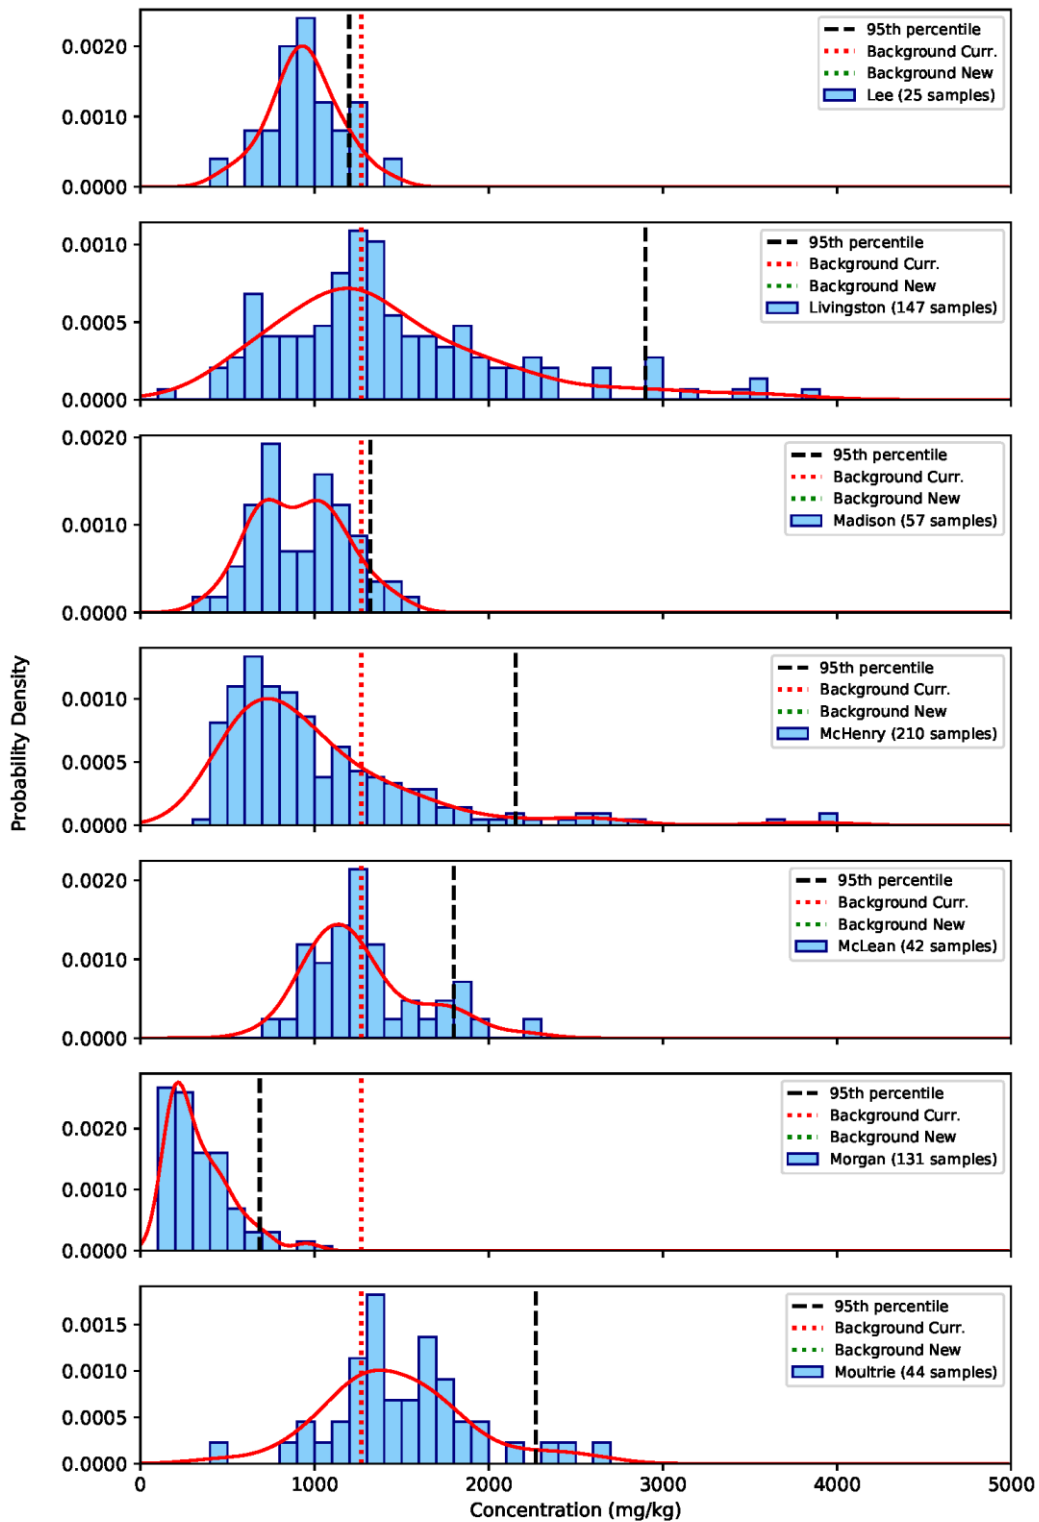 0.0020
0.0010
0.0000
95th percentile
Background Curr.
Background New
Lee (25 samples)
0.0010
0.0005
0.0000
95th percentile
Background Curr.
Background New
Livingston (147 samples)
0.0020
0.0010
0.0000
95th percentile
Background Curr.
Background New
Madison (57 samples)
Probability Density
0.0010
0.0005
0.0000
95th percentile
Background Curr.
Background New
McHenry (210 samples)
0.0020
0.0010
0.0000
95th percentile
Background Curr.
Background New
McLean (42 samples)
0.0020
0.0010
0.0000
95th percentile
Background Curr.
Background New
Morgan (131 samples)
0.0015
0.0010
0.0005
0.0000
95th percentile
Background Curr.
Background New
Moultrie (44 samples)
0 1000 2000 3000 4000 5000
Concentration (mg/kg)